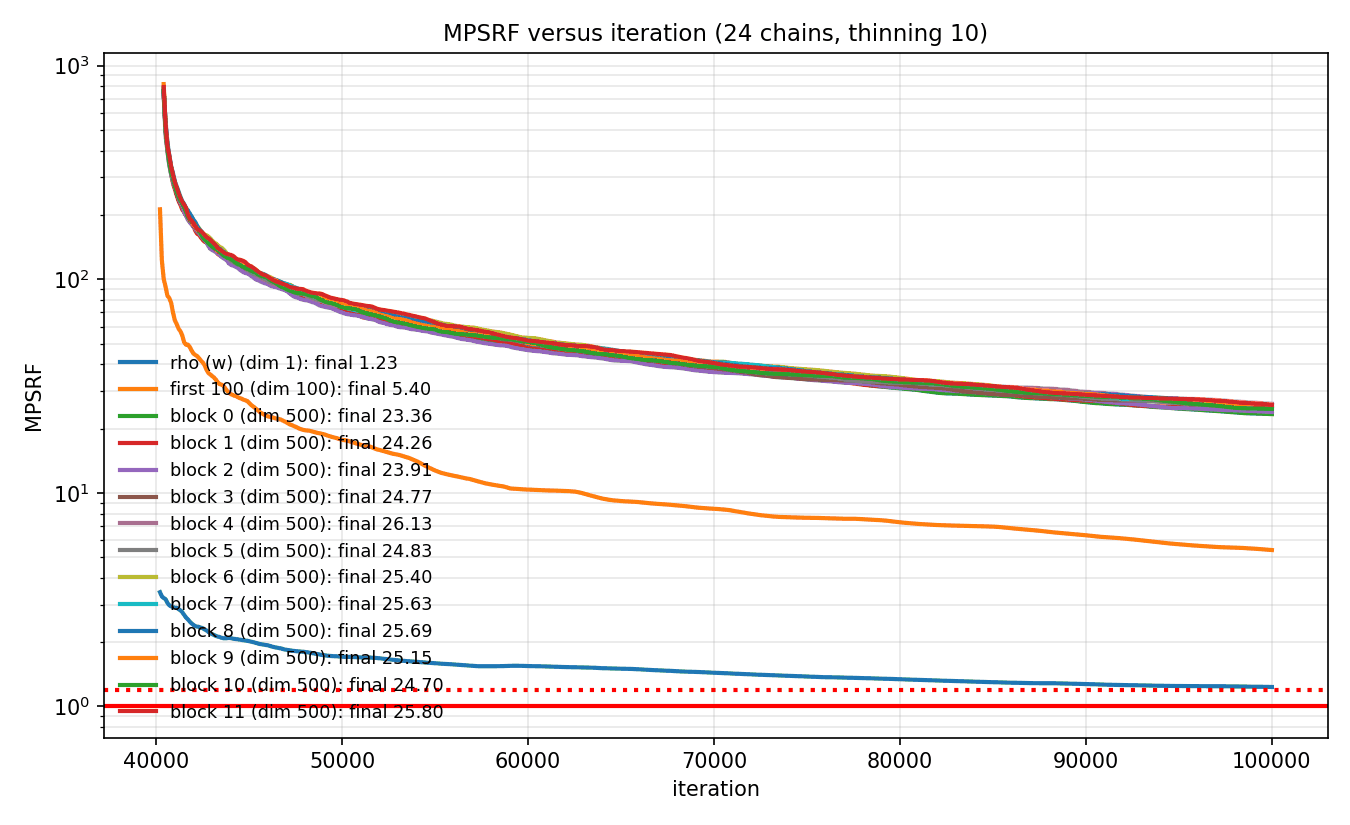 MPSRF versus iteration (24 chains, thinning 10)
10³
10²
10¹
10⁰
MPSRF
rho (w) (dim 1): final 1.23
first 100 (dim 100): final 5.40
block 0 (dim 500): final 23.36
block 1 (dim 500): final 24.26
block 2 (dim 500): final 23.91
block 3 (dim 500): final 24.77
block 4 (dim 500): final 26.13
block 5 (dim 500): final 24.83
block 6 (dim 500): final 25.40
block 7 (dim 500): final 25.63
block 8 (dim 500): final 25.69
block 9 (dim 500): final 25.15
block 10 (dim 500): final 24.70
block 11 (dim 500): final 25.80
40000 50000 60000 70000 80000 90000 100000
iteration